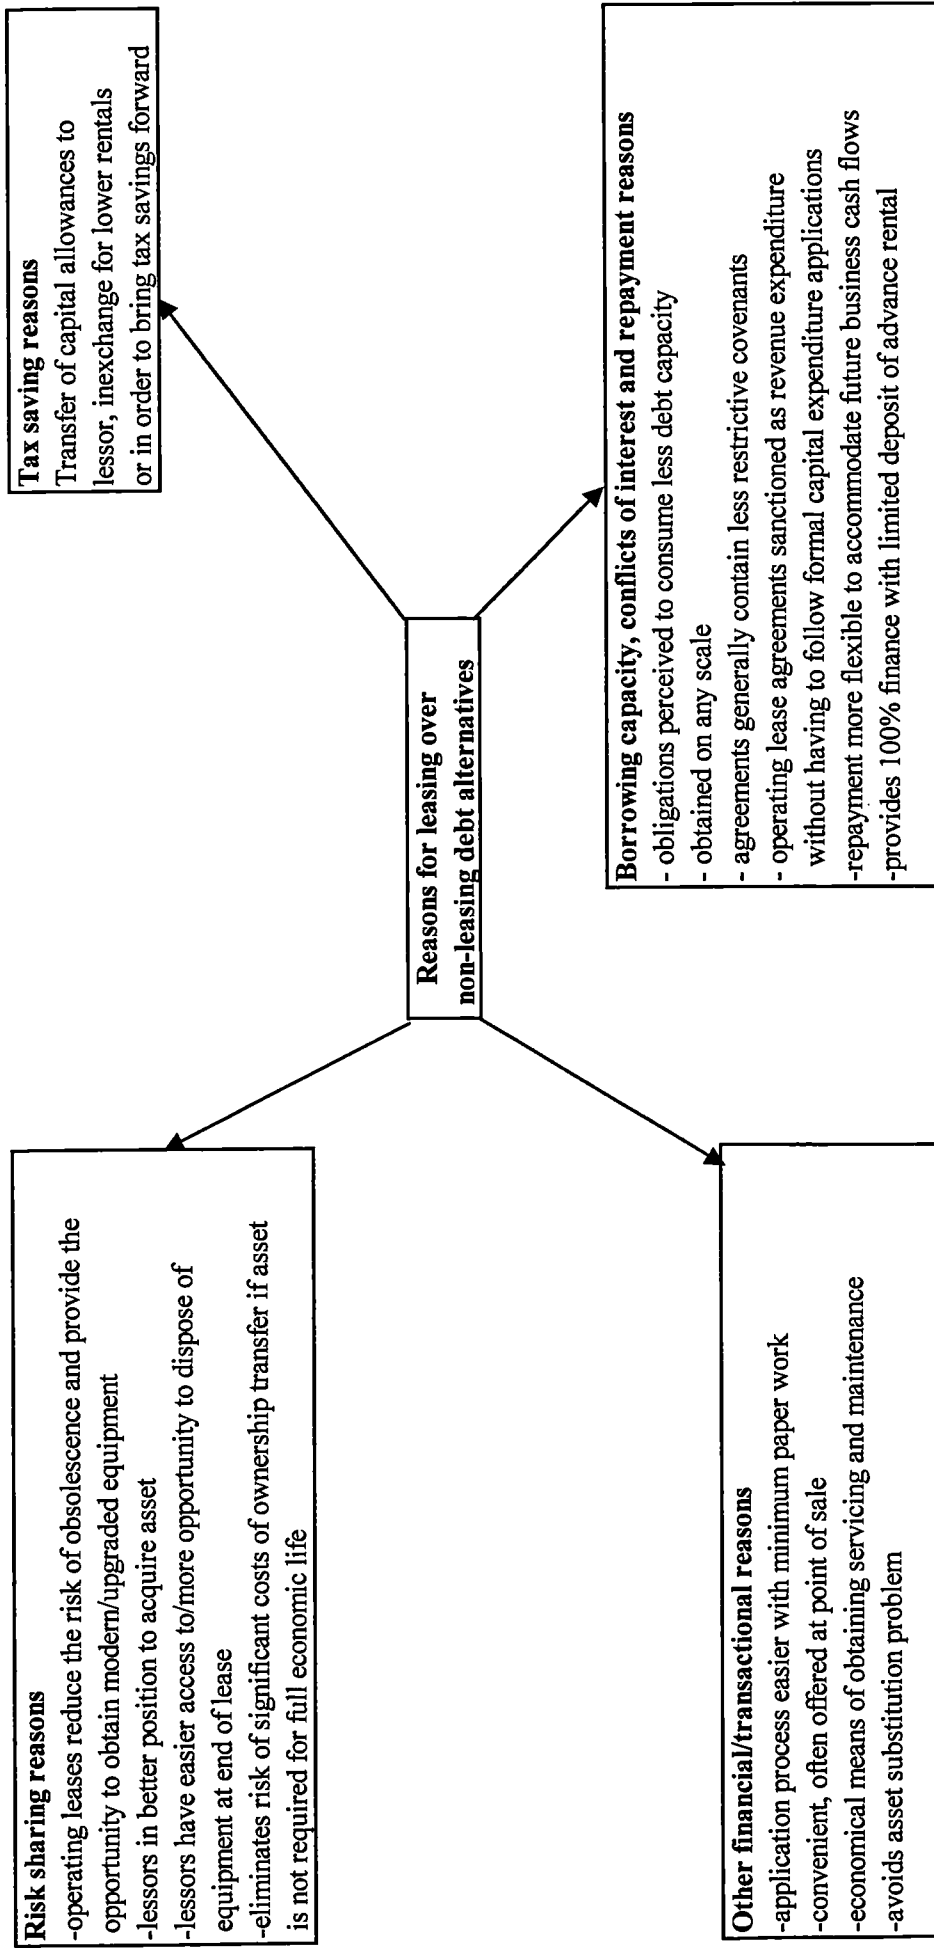 Risk sharing reasons
-operating leases reduce the risk of obsolescence and provide the
opportunity to obtain modern/upgraded equipment
-lessors in better position to acquire asset
-lessors have easier access to/more opportunity to dispose of
equipment at end of lease
-eliminates risk of significant costs of ownership transfer if asset
is not required for full economic life
Tax saving reasons
Transfer of capital allowances to
lessor, inexchange for lower rentals
or in order to bring tax savings forward
Reasons for leasing over
non-leasing debt alternatives
Other financial/transactional reasons
-application process easier with minimum paper work
-convenient, often offered at point of sale
-economical means of obtaining servicing and maintenance
-avoids asset substitution problem
Borrowing capacity, conflicts of interest and repayment reasons
- obligations perceived to consume less debt capacity
- obtained on any scale
- agreements generally contain less restrictive covenants
- operating lease agreements sanctioned as revenue expenditure
without having to follow formal capital expenditure applications
-repayment more flexible to accommodate future business cash flows
-provides 100% finance with limited deposit of advance rental